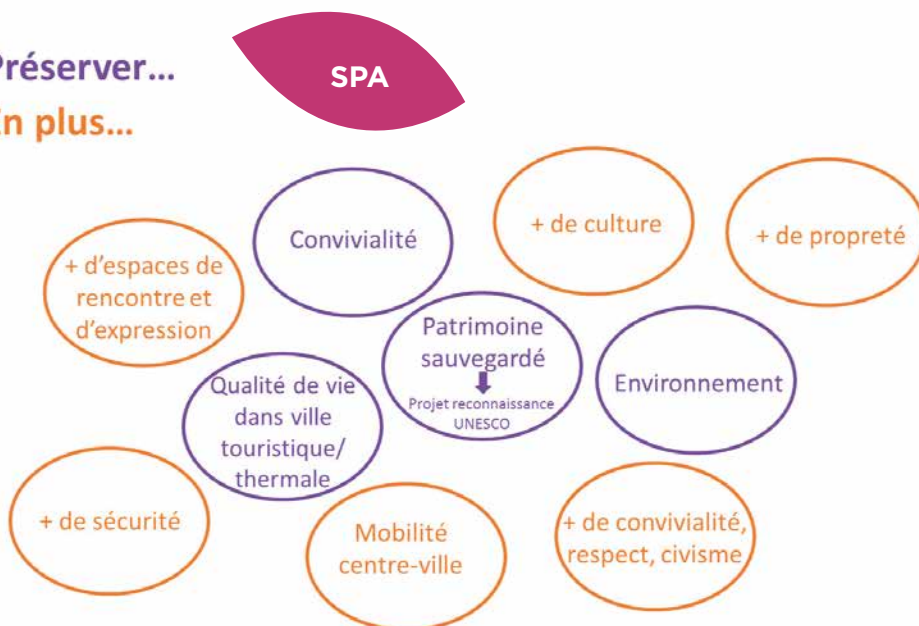 Préserver...
En plus...
SPA
Convivialité
+ de culture
+ de propreté
+ d'espaces de
rencontre et
d'expression
Patrimoine
sauvegardé
Projet reconnaissance
UNESCO
Environnement
Qualité de vie
dans ville
touristique/
thermale
+ de sécurité
Mobilité
centre-ville
+ de convivialité,
respect, civisme